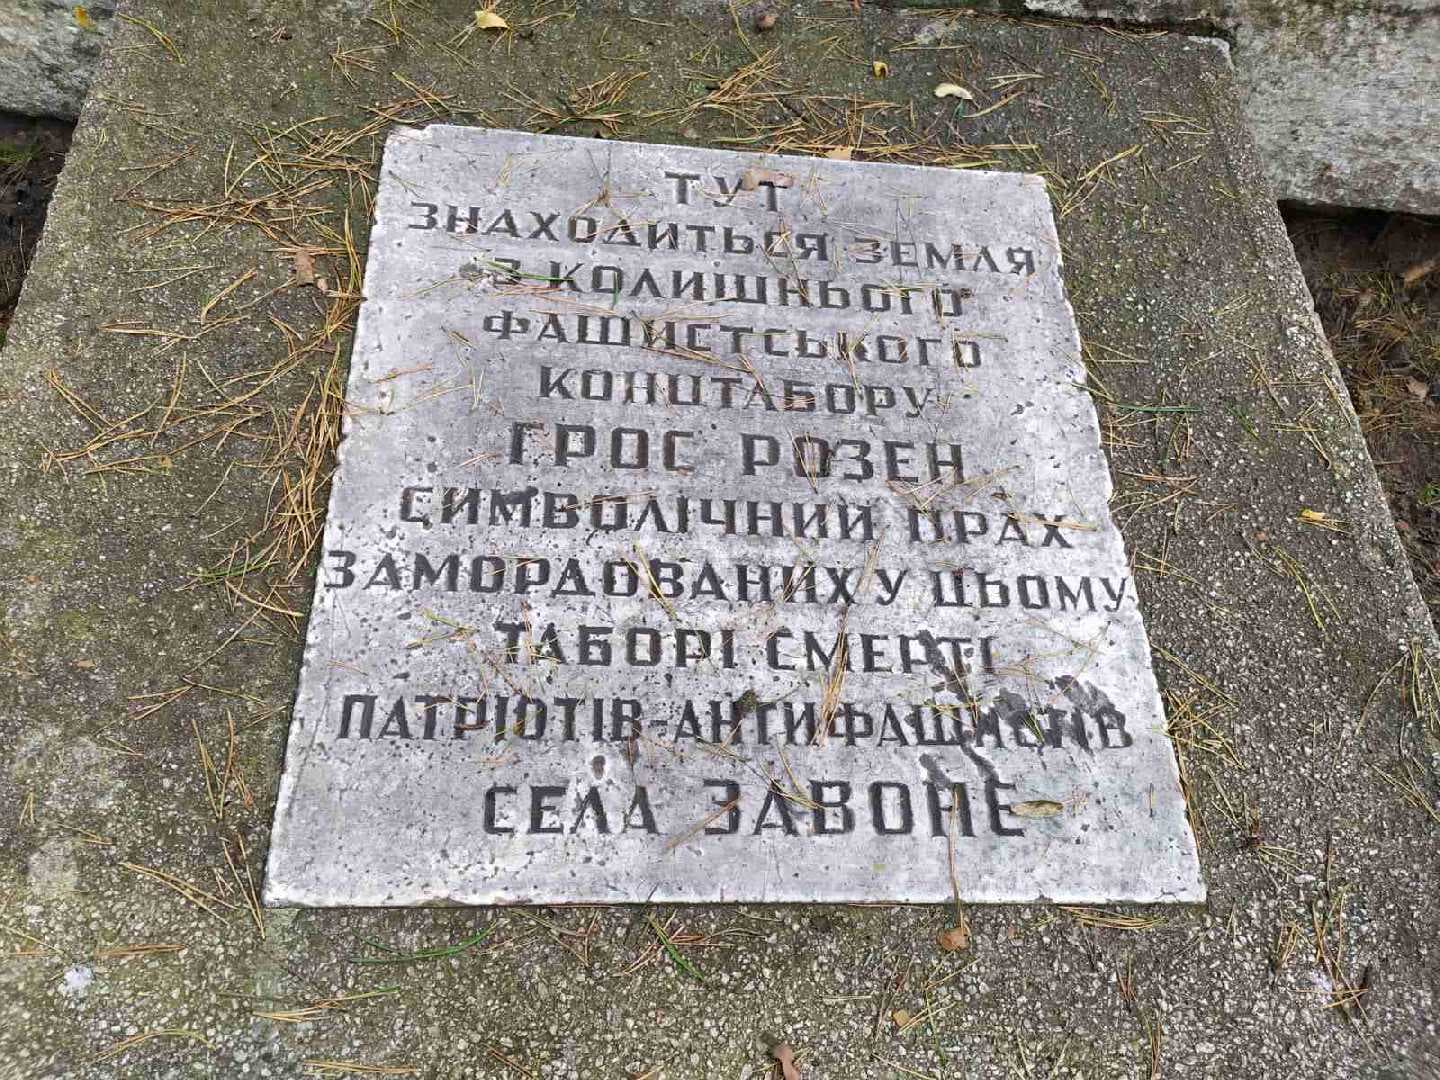 ТУТ
ЗНАХОДИТЬСЯ ЗЕМЛЯ
З КОЛИШНЬОГО
ФАШИСТСЬКОГО
КОНЦТАБОРУ
ГРОС РОЗЕН
СИМВОЛІЧНИЙ ПРАХ
ЗАМОРДОВАНИХ У ЦЬОМУ
ТАБОРІ СМЕРТІ
ПАТРІОТІВ-АНТИФАШИСТІВ
СЕЛА ЗАВОНЕ